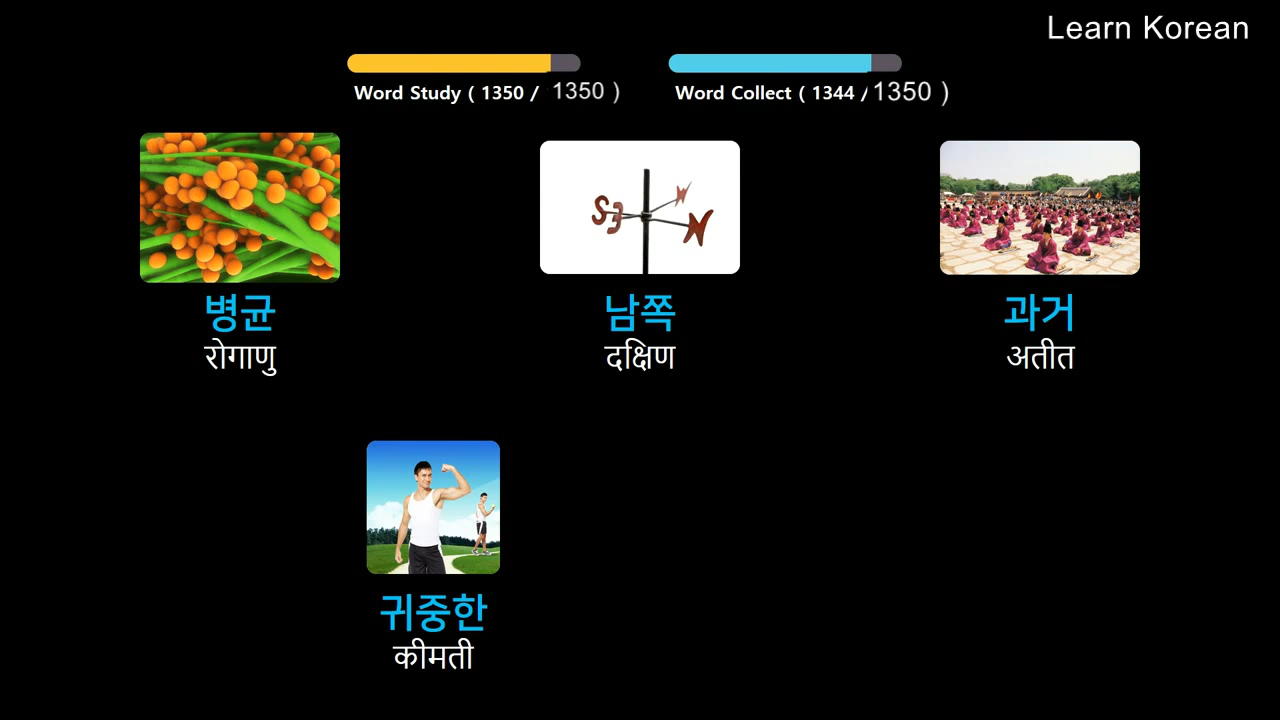 Learn Korean
Word Study ( 1350 / 1350 )
Word Collect ( 1344 / 1350 )
S E N W
병균
रोगाणु
남쪽
दक्षिण
과거
अतीत
귀중한
कीमती